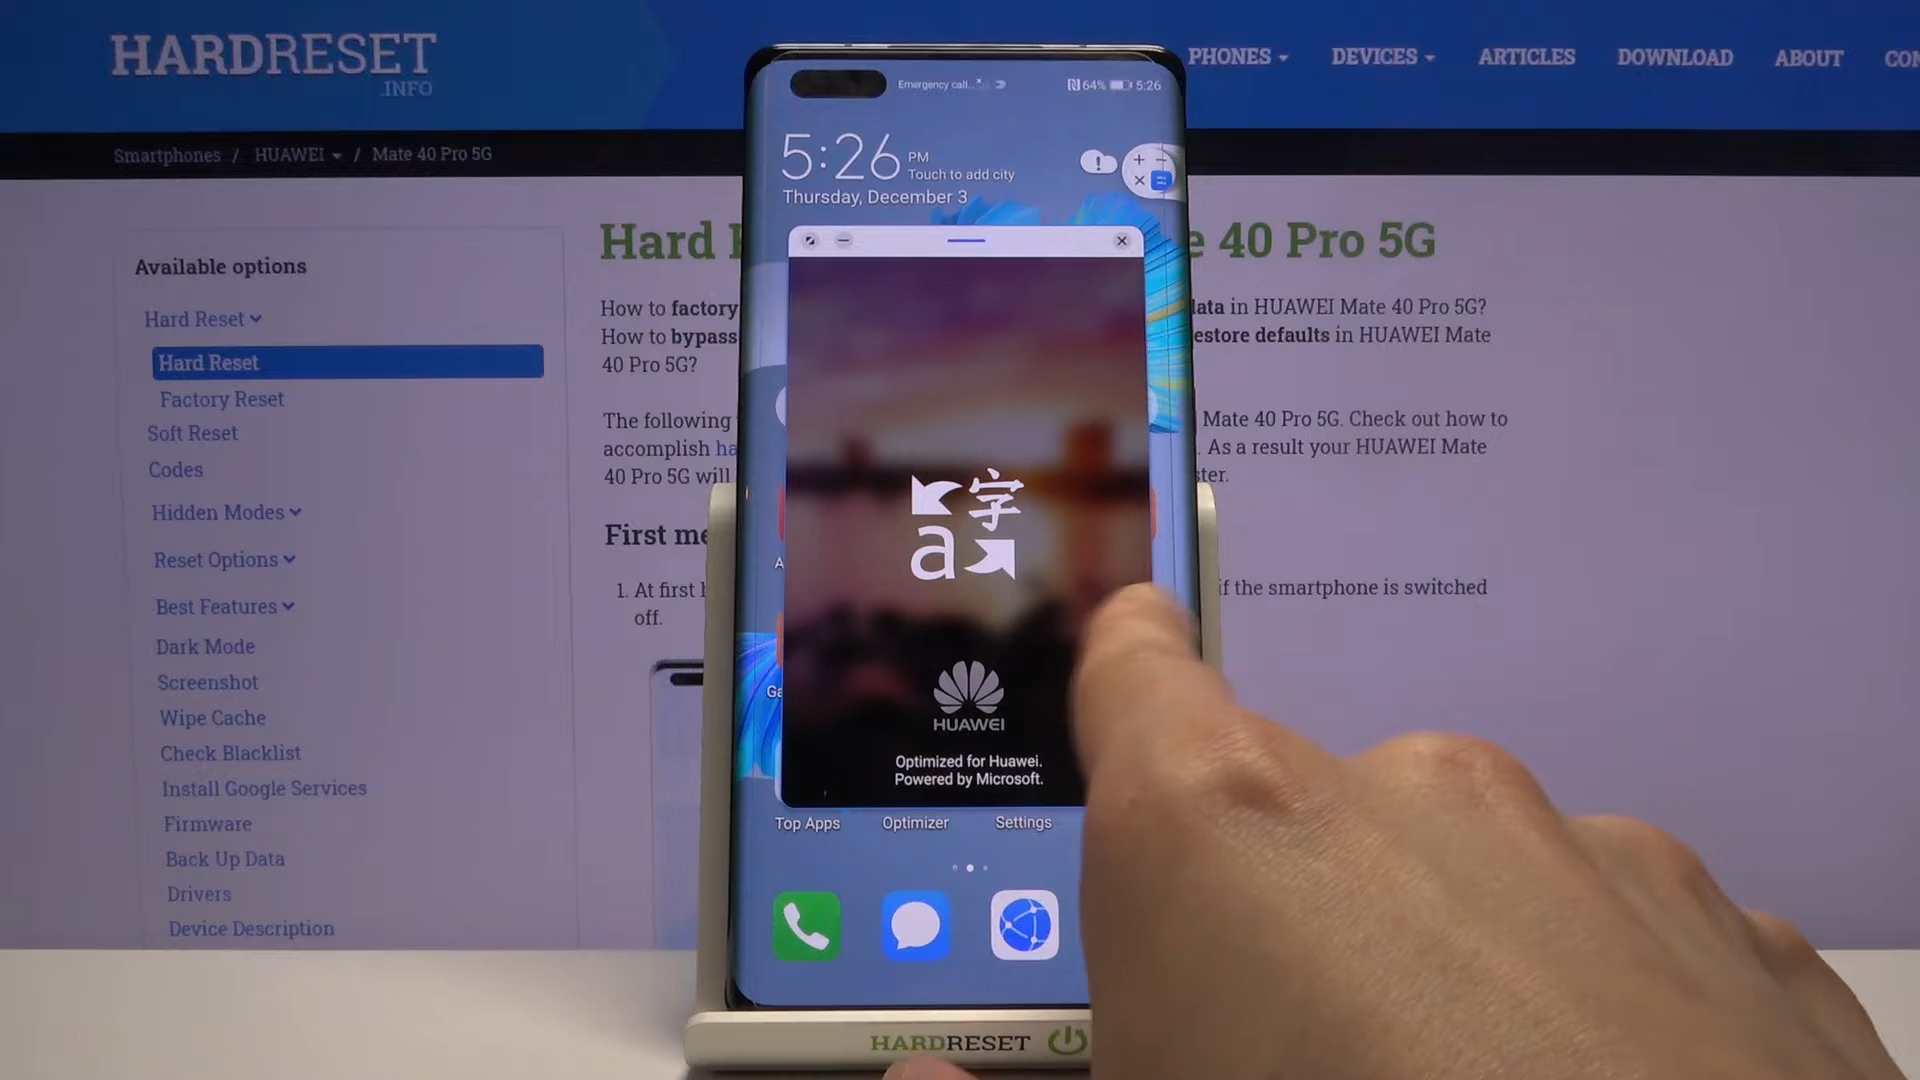 HARDRESET
.INFO
PHONES
DEVICES
ARTICLES
DOWNLOAD
ABOUT
Smartphones / HUAWEI / Mate 40 Pro 5G
Available options
Hard Reset
Hard Reset
Factory Reset
Soft Reset
Codes
Hidden Modes
Reset Options
Best Features
Dark Mode
Screenshot
Wipe Cache
Check Blacklist
Install Google Services
Firmware
Back Up Data
Drivers
Device Description
Hard
40 Pro 5G
How to factory
data in HUAWEI Mate 40 Pro 5G?
How to bypass
restore defaults in HUAWEI Mate
40 Pro 5G?
The following
Mate 40 Pro 5G. Check out how to
accomplish
. As a result your HUAWEI Mate
40 Pro 5G will
First
1. At first
if the smartphone is switched
off.
Emergency call...
64% 5:26
5:26 PM
Touch to add city
Thursday, December 3
字
a
HUAWEI
Optimized for Huawei.
Powered by Microsoft.
Top Apps
Optimizer
Settings
HARDRESET